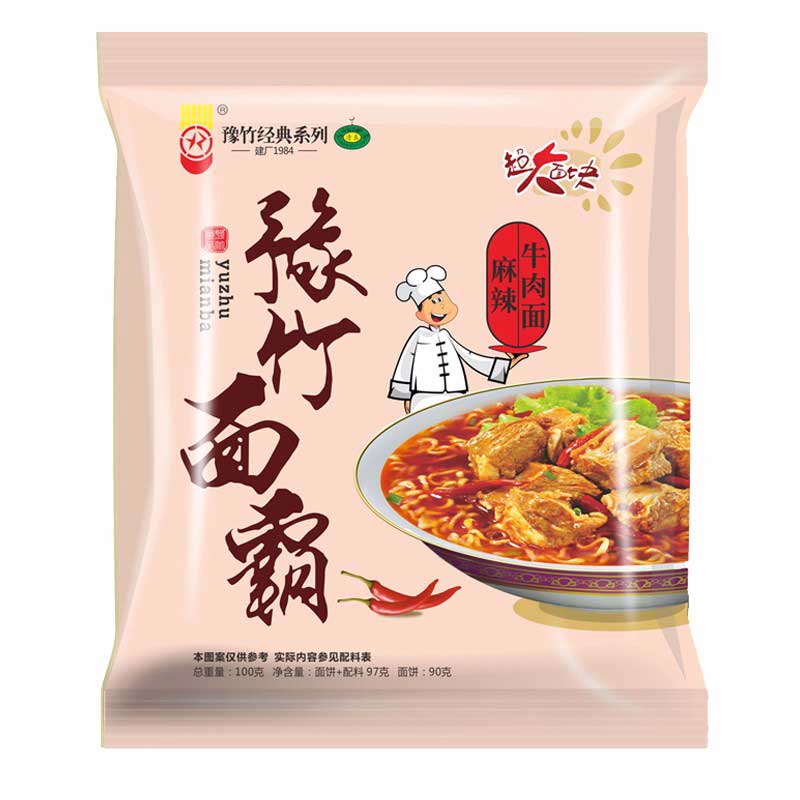 ®
豫竹经典系列
建厂1984
清真
超大面块
豫竹面霸
yuzhu
mianba
麻辣
牛肉面
本图案仅供参考 实际内容参见配料表
总重量：100克 净含量：面饼+配料 97克 面饼：90克